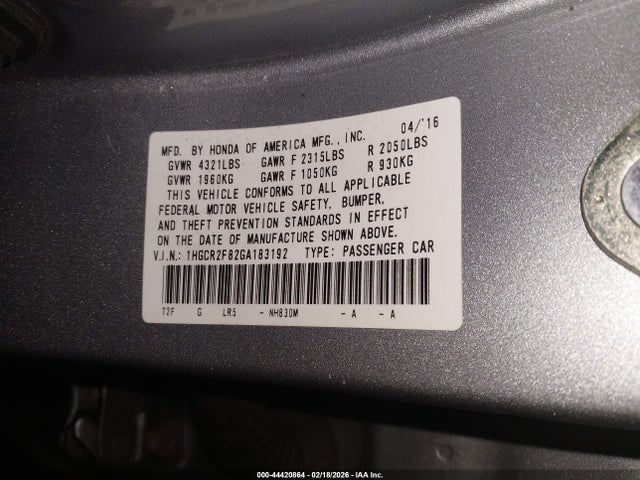 MFD. BY HONDA OF AMERICA MFG., INC. 04/'16
GVWR 4321LBS GAWR F 2315LBS R 2050LBS
GVWR 1960KG GAWR F 1050KG R 930KG
THIS VEHICLE CONFORMS TO ALL APPLICABLE
FEDERAL MOTOR VEHICLE SAFETY, BUMPER,
AND THEFT PREVENTION STANDARDS IN EFFECT
ON THE DATE OF MANUFACTURE SHOWN ABOVE.
V.I.N.: 1HGCR2F82GA183192 TYPE: PASSENGER CAR
T2F G LR5 - NH830M - A - A
000-44420864 - 02/18/2026 - IAA Inc.